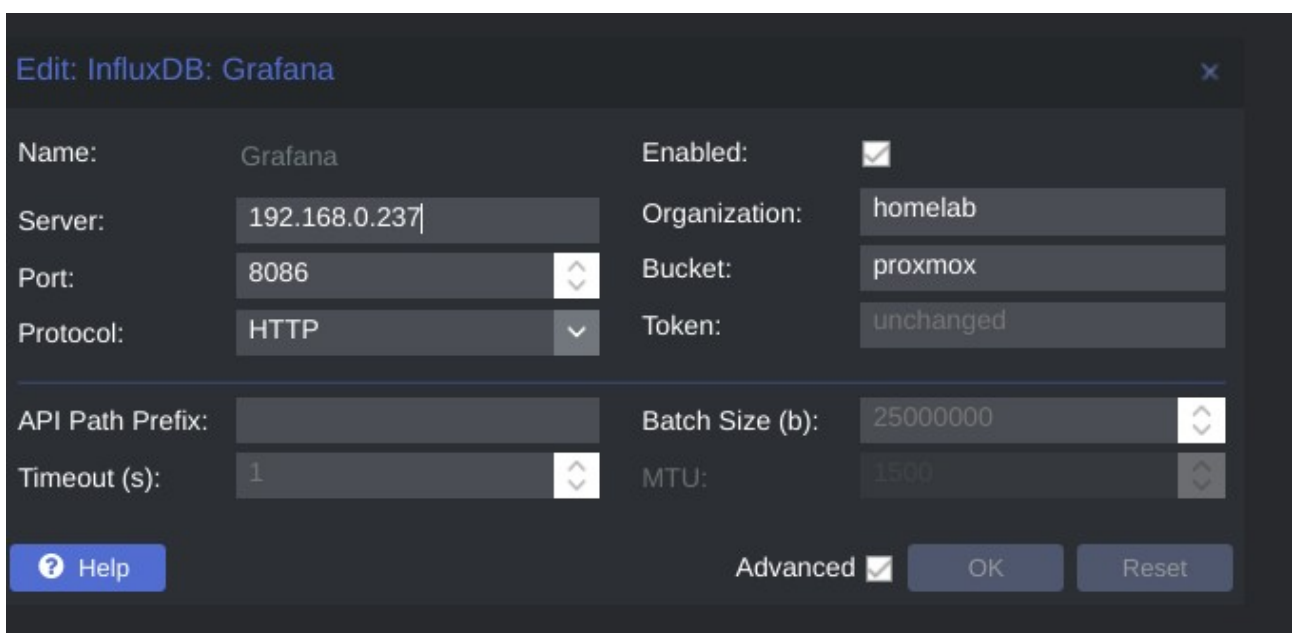 Edit: InfluxDB: Grafana
Name: Grafana Enabled:
Server: 192.168.0.237 Organization: homelab
Port: 8086 Bucket: proxmox
Protocol: HTTP Token: unchanged
API Path Prefix: Batch Size (b): 25000000
Timeout (s): 1 MTU: 1500
? Help Advanced OK Reset